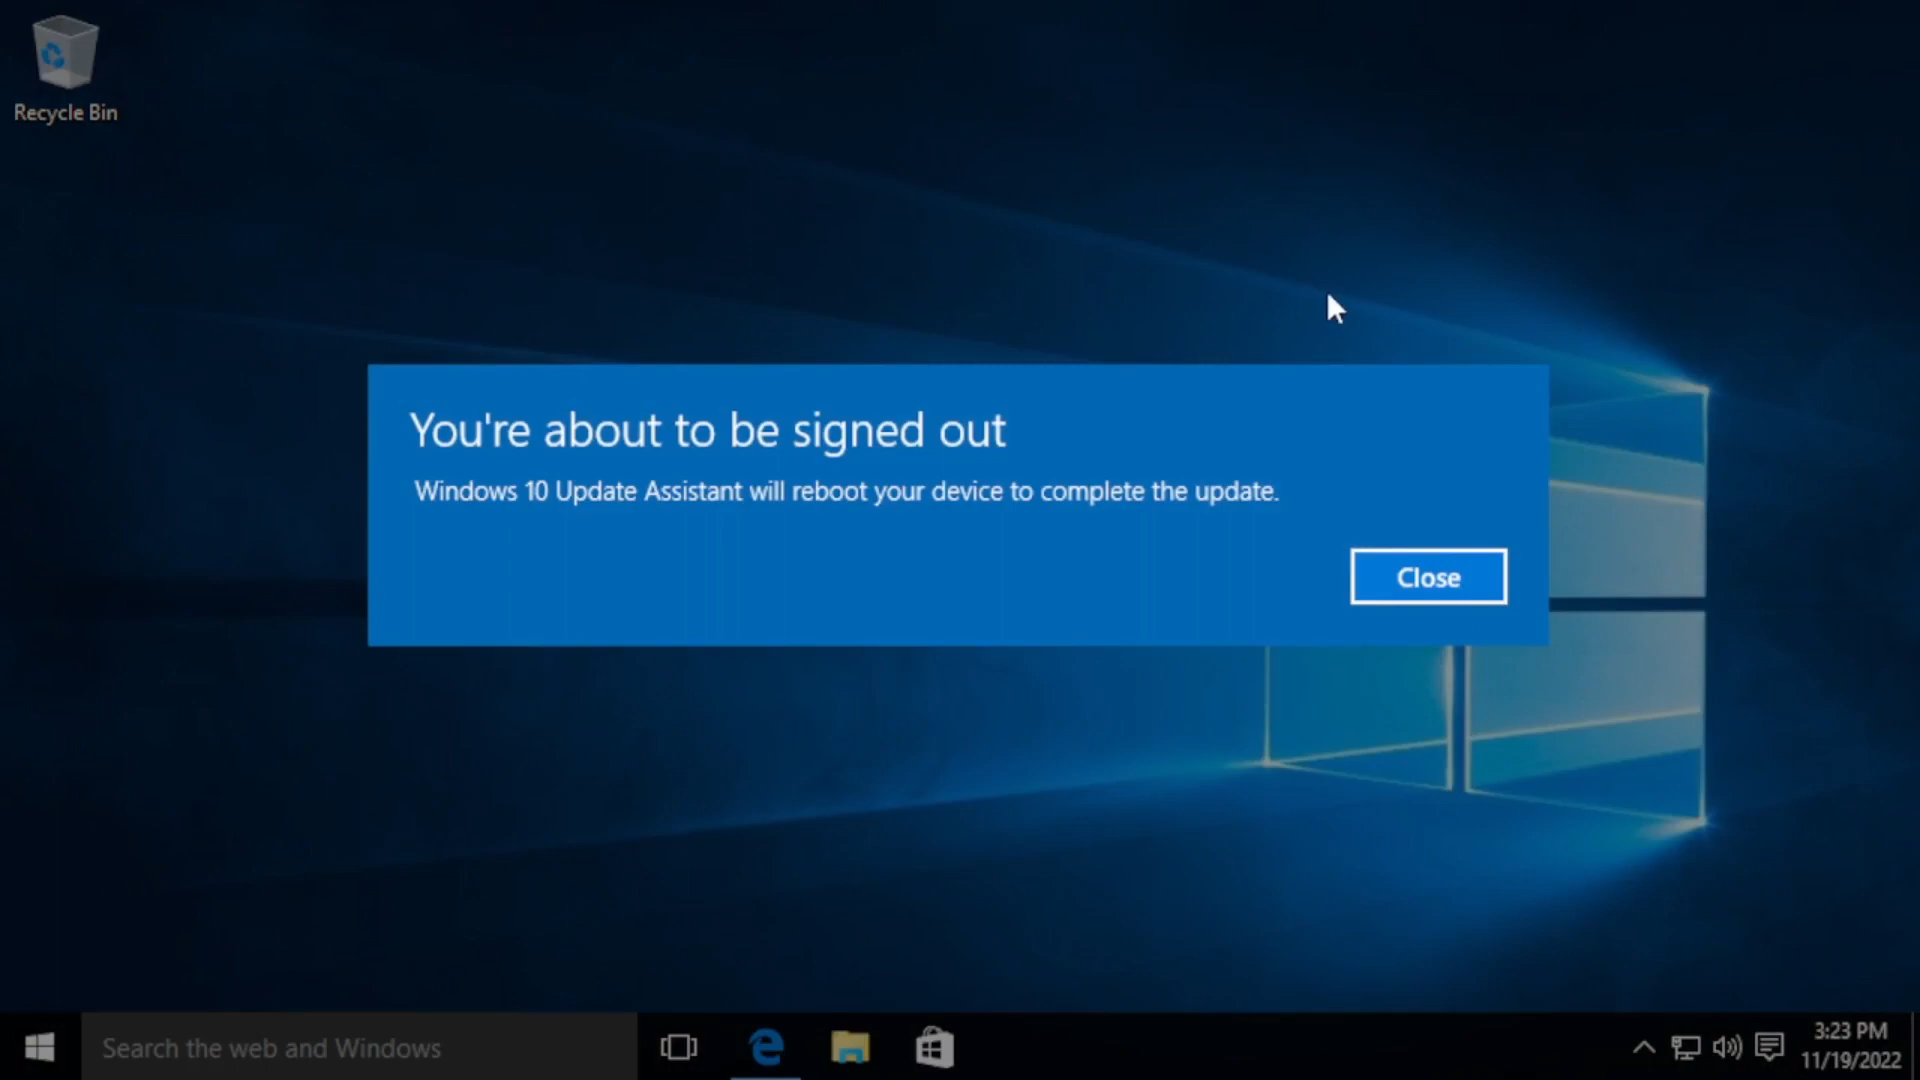 Recycle Bin
You're about to be signed out
Windows 10 Update Assistant will reboot your device to complete the update.
Close
Search the web and Windows
3:23 PM
11/19/2022